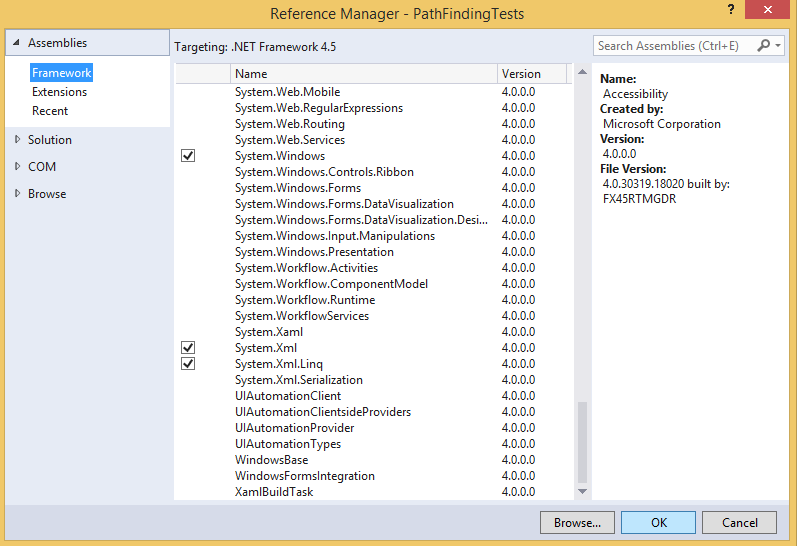 Reference Manager - PathFindingTests
? ×
Assemblies
Framework
Extensions
Recent
Solution
COM
Browse
Targeting: .NET Framework 4.5
Search Assemblies (Ctrl+E)
Name Version
System.Web.Mobile 4.0.0.0
System.Web.RegularExpressions 4.0.0.0
System.Web.Routing 4.0.0.0
System.Web.Services 4.0.0.0
System.Windows 4.0.0.0
System.Windows.Controls.Ribbon 4.0.0.0
System.Windows.Forms 4.0.0.0
System.Windows.Forms.DataVisualization 4.0.0.0
System.Windows.Forms.DataVisualization.Desi... 4.0.0.0
System.Windows.Input.Manipulations 4.0.0.0
System.Windows.Presentation 4.0.0.0
System.Workflow.Activities 4.0.0.0
System.Workflow.ComponentModel 4.0.0.0
System.Workflow.Runtime 4.0.0.0
System.WorkflowServices 4.0.0.0
System.Xaml 4.0.0.0
System.Xml 4.0.0.0
System.Xml.Linq 4.0.0.0
System.Xml.Serialization 4.0.0.0
UIAutomationClient 4.0.0.0
UIAutomationClientsideProviders 4.0.0.0
UIAutomationProvider 4.0.0.0
UIAutomationTypes 4.0.0.0
WindowsBase 4.0.0.0
WindowsFormsIntegration 4.0.0.0
XamlBuildTask 4.0.0.0
Name:
Accessibility
Created by:
Microsoft Corporation
Version:
4.0.0.0
File Version:
4.0.30319.18020 built by:
FX45RTMGDR
Browse... OK Cancel